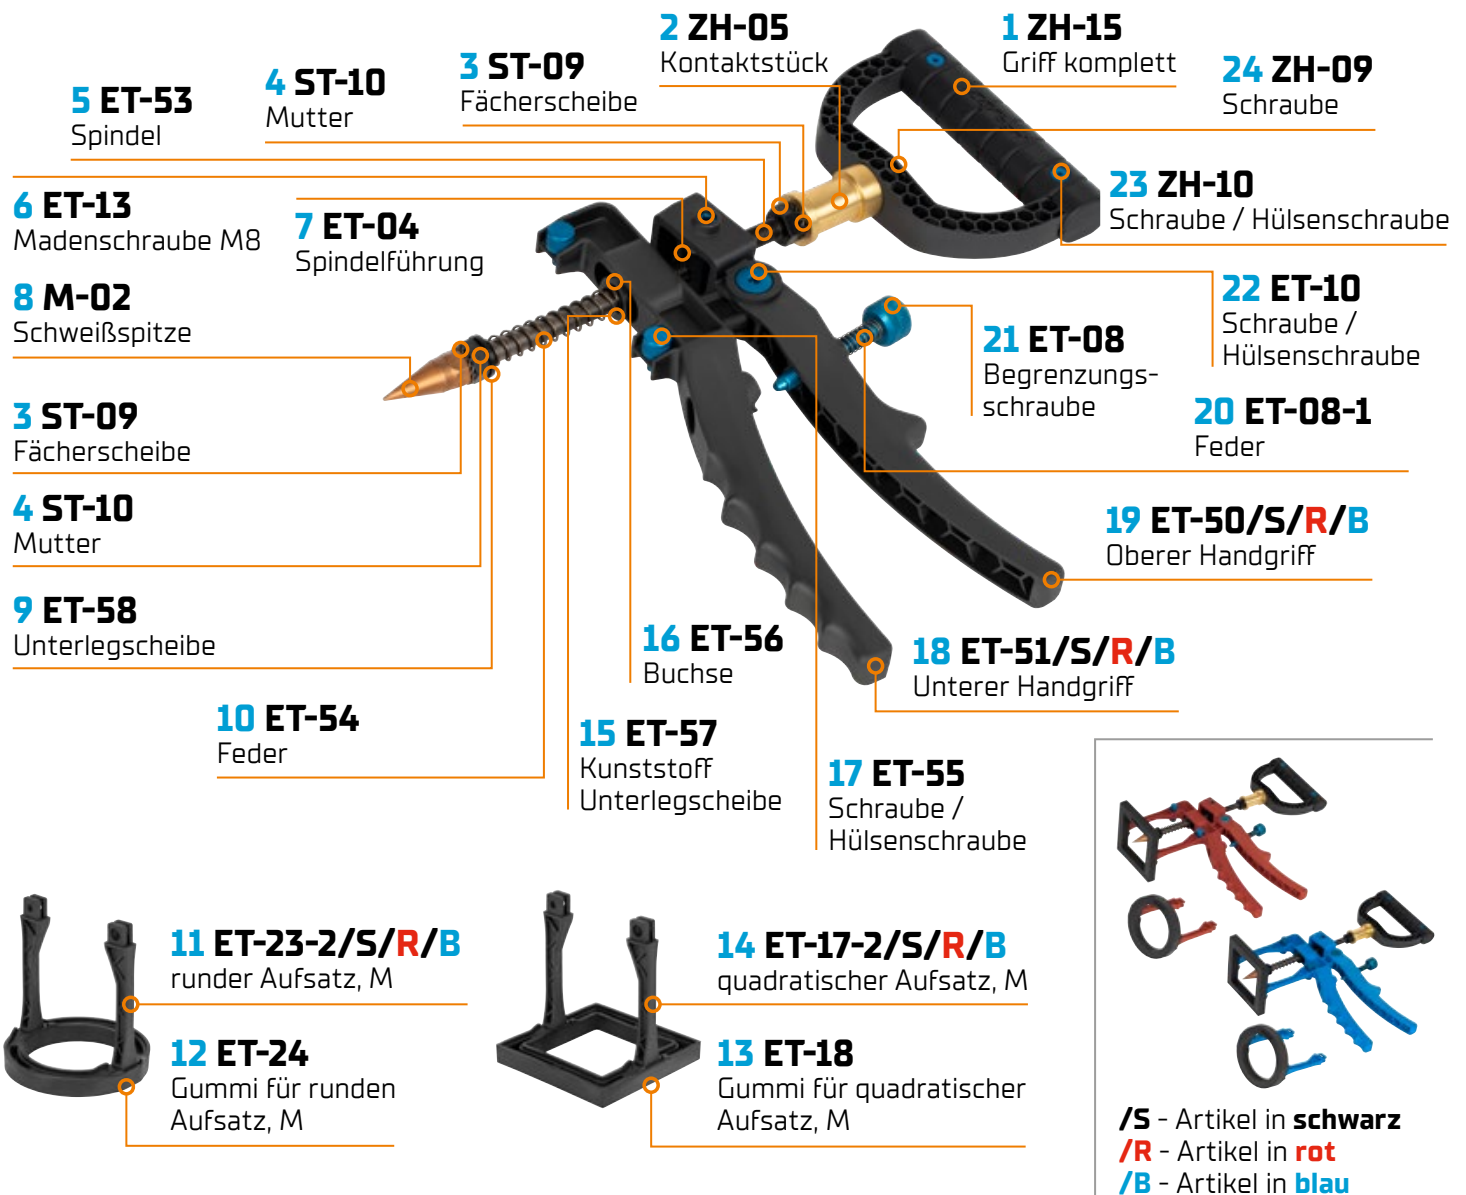 2 ZH-05
Kontaktstück
1 ZH-15
Griff komplett
3 ST-09
Fächerscheibe
24 ZH-09
Schraube
4 ST-10
Mutter
5 ET-53
Spindel
23 ZH-10
Schraube / Hülsenschraube
6 ET-13
Madenschraube M8
7 ET-04
Spindelführung
22 ET-10
Schraube /
Hülsenschraube
8 M-02
Schweißspitze
21 ET-08
Begrenzungs-
schraube
3 ST-09
Fächerscheibe
20 ET-08-1
Feder
4 ST-10
Mutter
19 ET-50/S/R/B
Oberer Handgriff
9 ET-58
Unterlegscheibe
16 ET-56
Buchse
18 ET-51/S/R/B
Unterer Handgriff
10 ET-54
Feder
15 ET-57
Kunststoff
Unterlegscheibe
17 ET-55
Schraube /
Hülsenschraube
11 ET-23-2/S/R/B
runder Aufsatz, M
14 ET-17-2/S/R/B
quadratischer Aufsatz, M
12 ET-24
Gummi für runden
Aufsatz, M
13 ET-18
Gummi für quadratischer
Aufsatz, M
/S - Artikel in schwarz
/R - Artikel in rot
/B - Artikel in blau